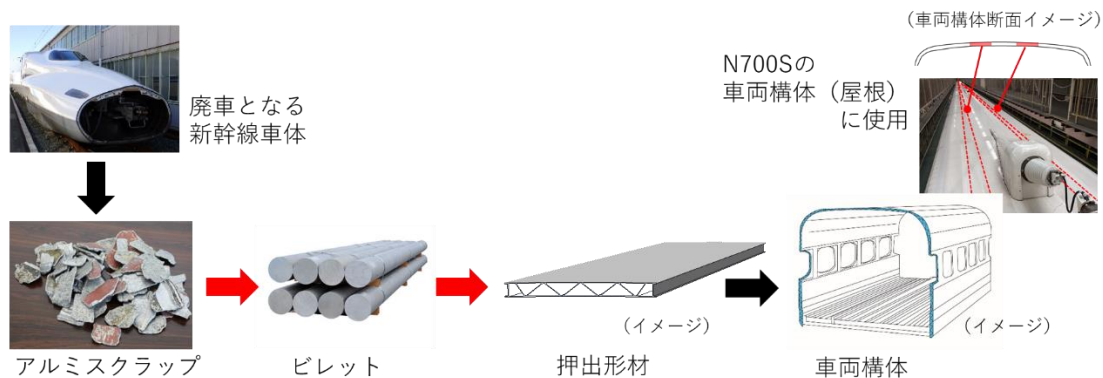 廃車となる
新幹線車体
（車両構体断面イメージ）
N700Sの
車両構体（屋根）
に使用
アルミスクラップ
ビレット
（イメージ）
押出形材
（イメージ）
車両構体